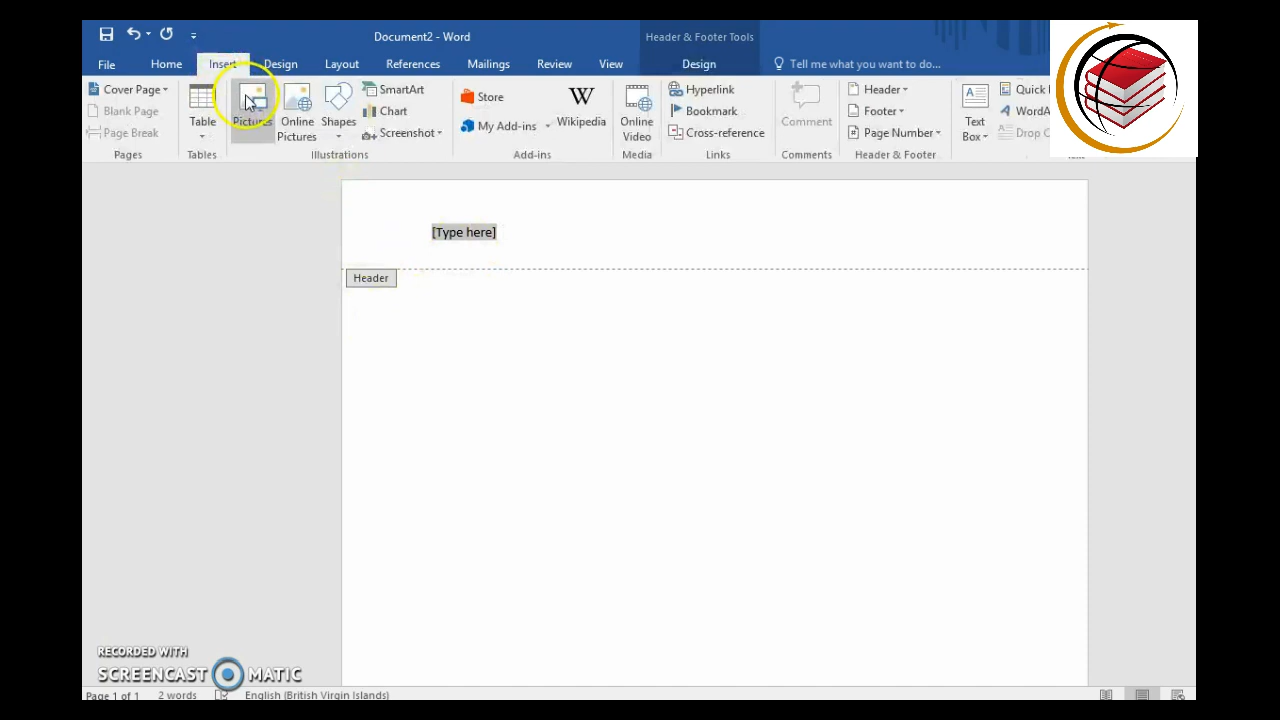 Document2 - Word
Header & Footer Tools
File
Home
Insert
Design
Layout
References
Mailings
Review
View
Design
Tell me what you want to do...
Cover Page
Blank Page
Page Break
Pages
Table
Tables
Pictures
Online
Pictures
Shapes
SmartArt
Chart
Screenshot
Illustrations
Store
My Add-ins
Wikipedia
Add-ins
Online
Video
Media
Hyperlink
Bookmark
Cross-reference
Links
Comment
Comments
Header
Footer
Page Number
Header & Footer
Text
Box
Quick
WordA
Drop C
[Type here]
Header
RECORDED WITH
SCREENCAST MATIC
Page 1 of 1
2 words
English (British Virgin Islands)